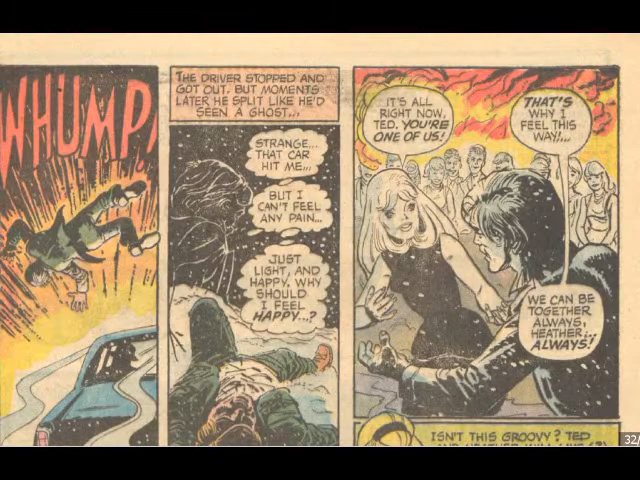 WHUMP!
THE DRIVER STOPPED AND
GOT OUT, BUT MOMENTS
LATER HE SPLIT LIKE HE'D
SEEN A GHOST...
STRANGE...
THAT CAR
HIT ME...
BUT I
CAN'T FEEL
ANY PAIN...
JUST
LIGHT, AND
HAPPY. WHY
SHOULD
I FEEL
HAPPY...?
IT'S ALL
RIGHT NOW,
TED. YOU'RE
ONE OF US!
THAT'S
WHY I
FEEL THIS
WAY!...
WE CAN BE
TOGETHER
ALWAYS,
HEATHER...
ALWAYS!
ISN'T THIS GROOVY? TED
AND HEATHER
32/